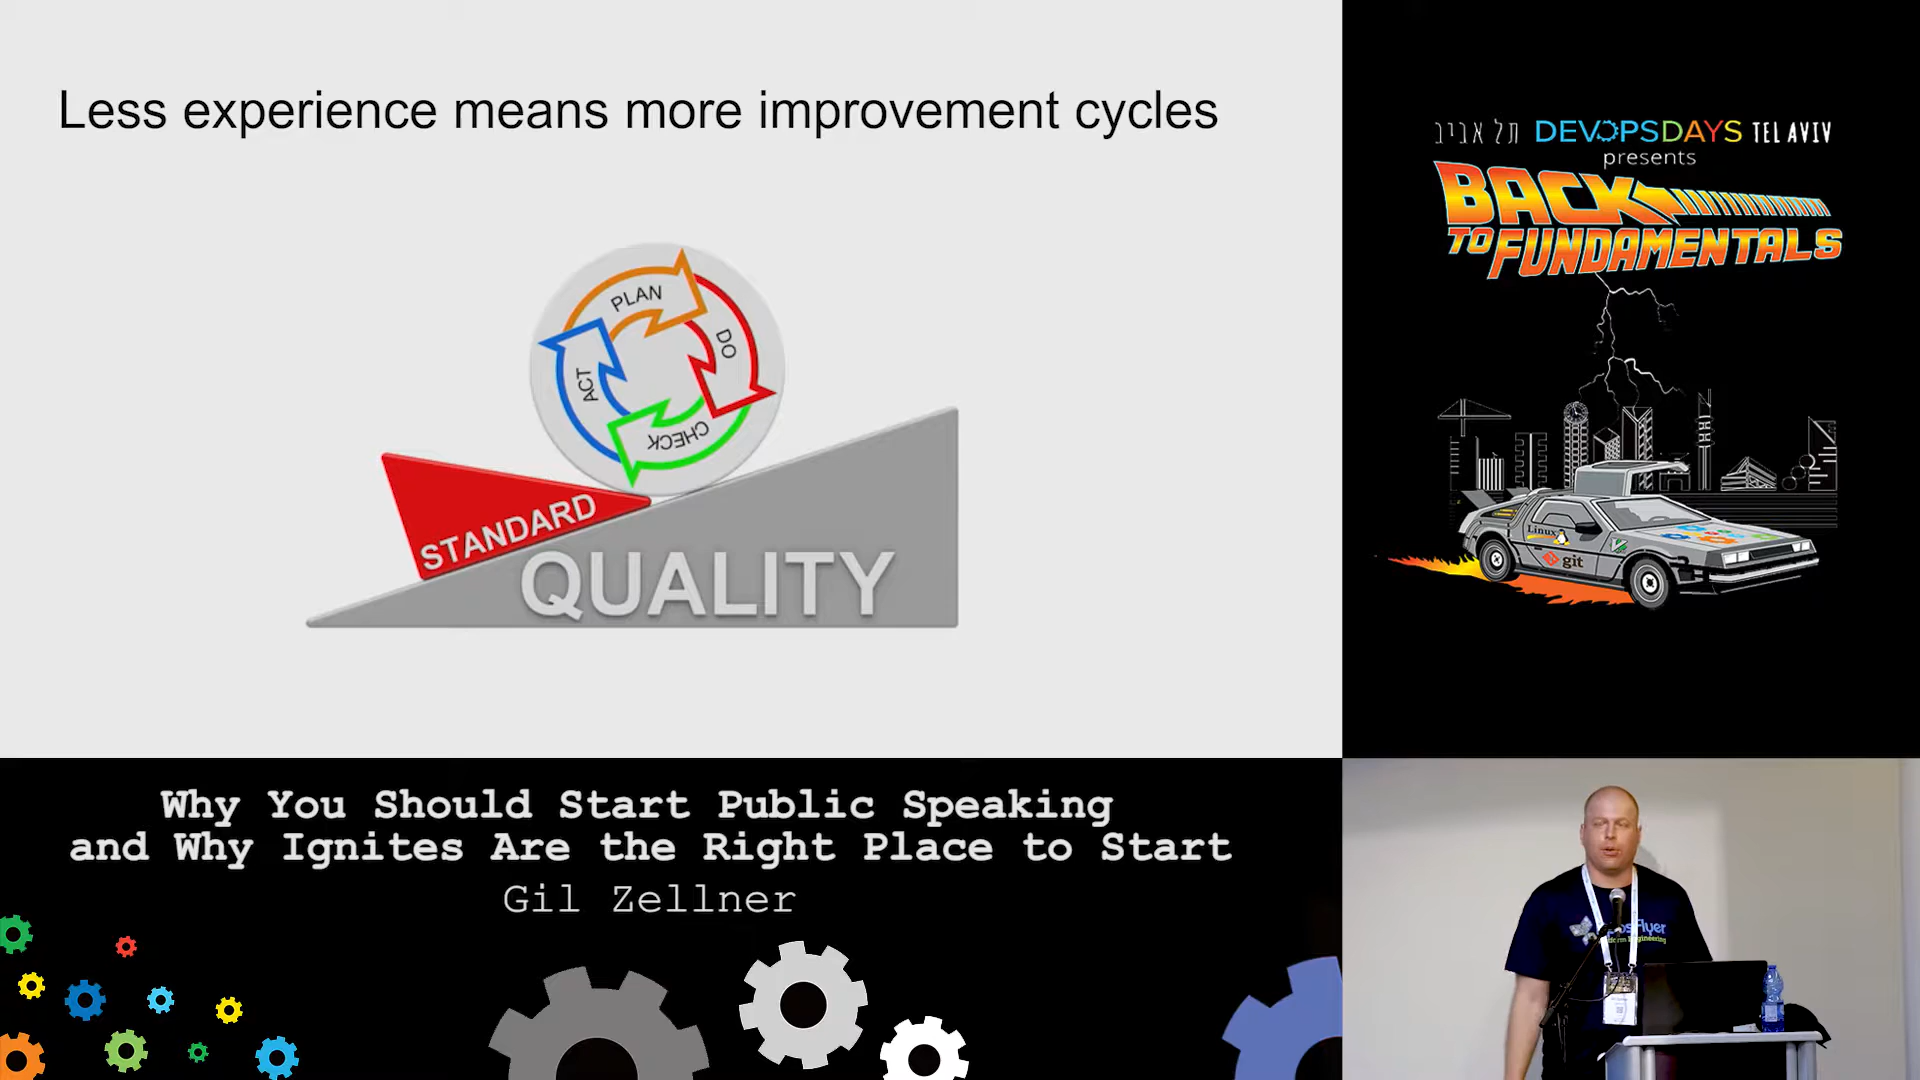 Less experience means more improvement cycles
PLAN
DO
CHECK
ACT
STANDARD
QUALITY
תל אביב DEVOPSDAYS TEL AVIV
presents
BACK
TO FUNDAMENTALS
Linux
git
Why You Should Start Public Speaking
and Why Ignites Are the Right Place to Start
Gil Zellner